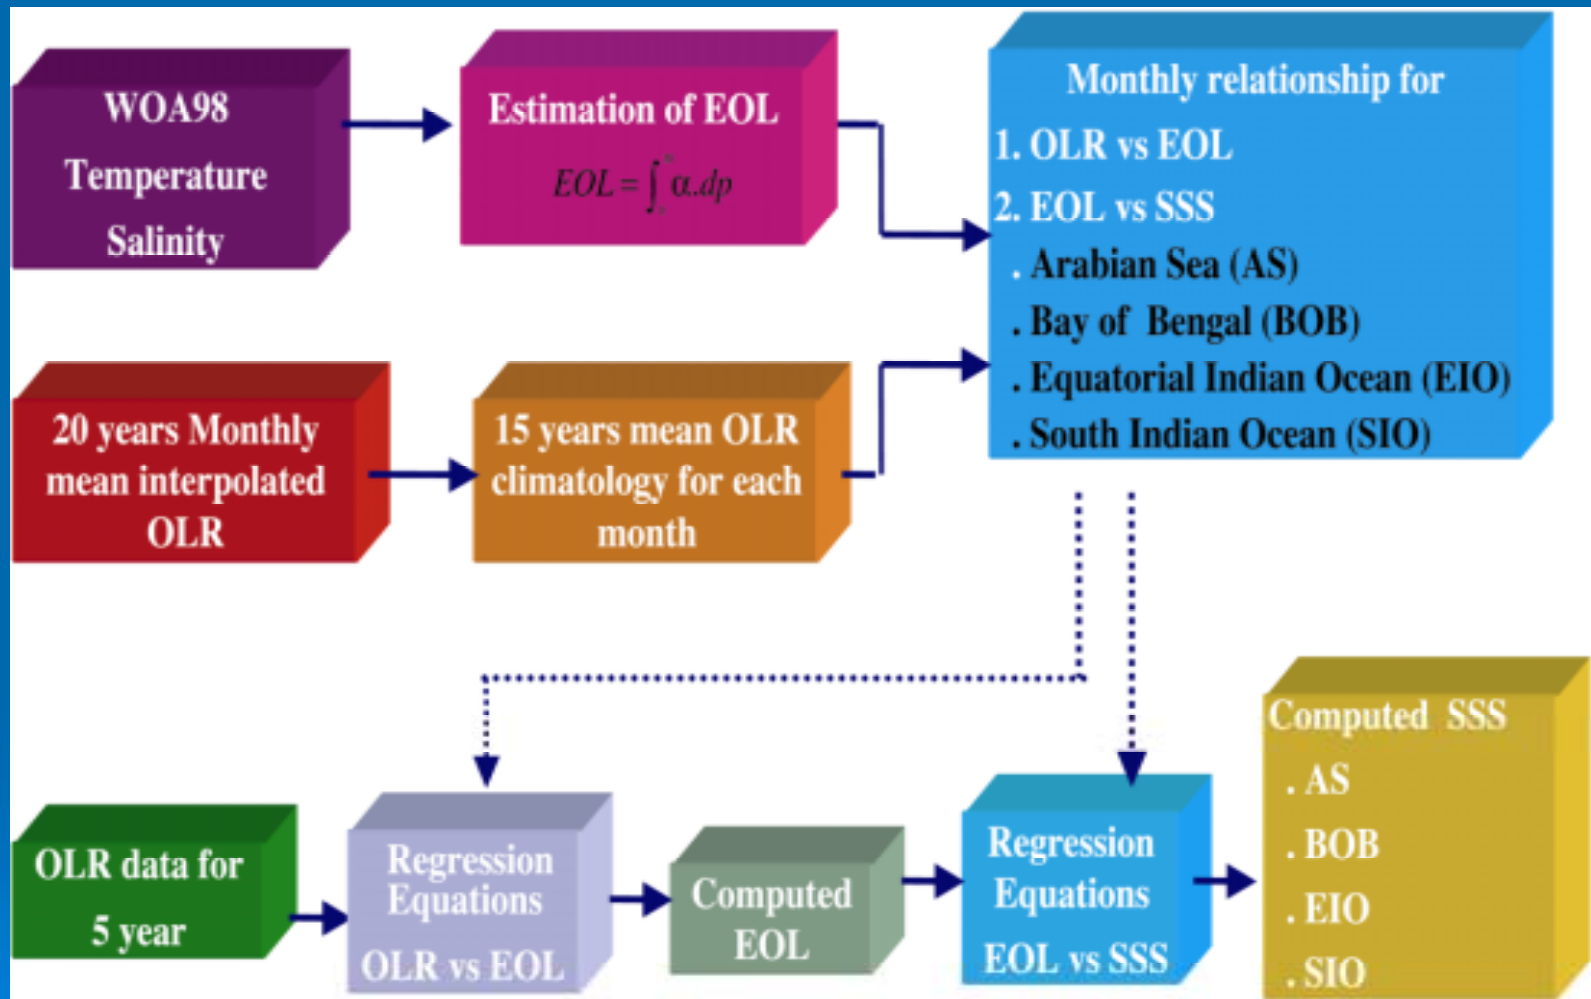 WOA98
Temperature
Salinity
Estimation of EOL
EOL = ∫ α.dp
Monthly relationship for
1. OLR vs EOL
2. EOL vs SSS
. Arabian Sea (AS)
. Bay of Bengal (BOB)
. Equatorial Indian Ocean (EIO)
. South Indian Ocean (SIO)
20 years Monthly
mean interpolated
OLR
15 years mean OLR
climatology for each
month
OLR data for
5 year
Regression
Equations
OLR vs EOL
Computed
EOL
Regression
Equations
EOL vs SSS
Computed SSS
. AS
. BOB
. EIO
. SIO